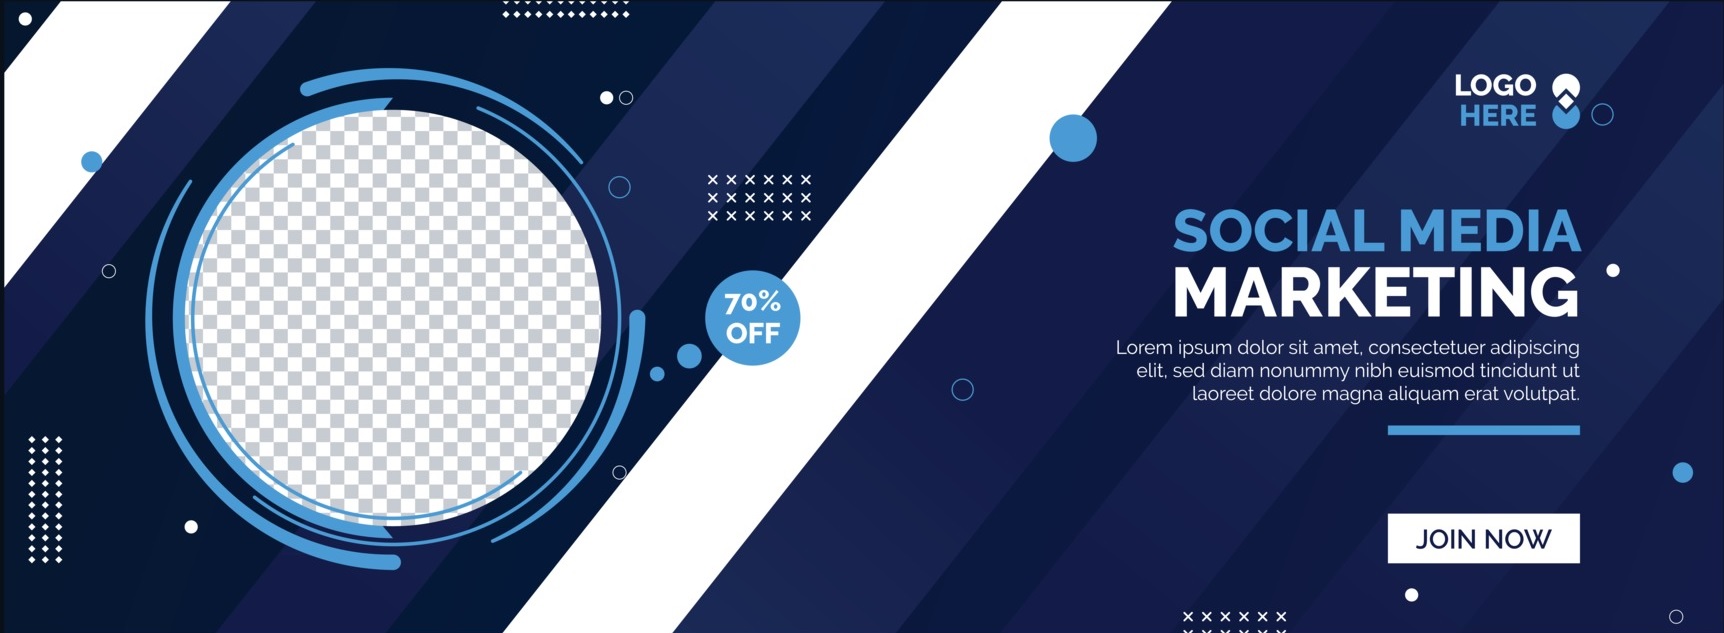 LOGO
HERE
SOCIAL MEDIA
MARKETING
70%
OFF
Lorem ipsum dolor sit amet, consectetuer adipiscing
elit, sed diam nonummy nibh euismod tincidunt ut
laoreet dolore magna aliquam erat volutpat.
JOIN NOW